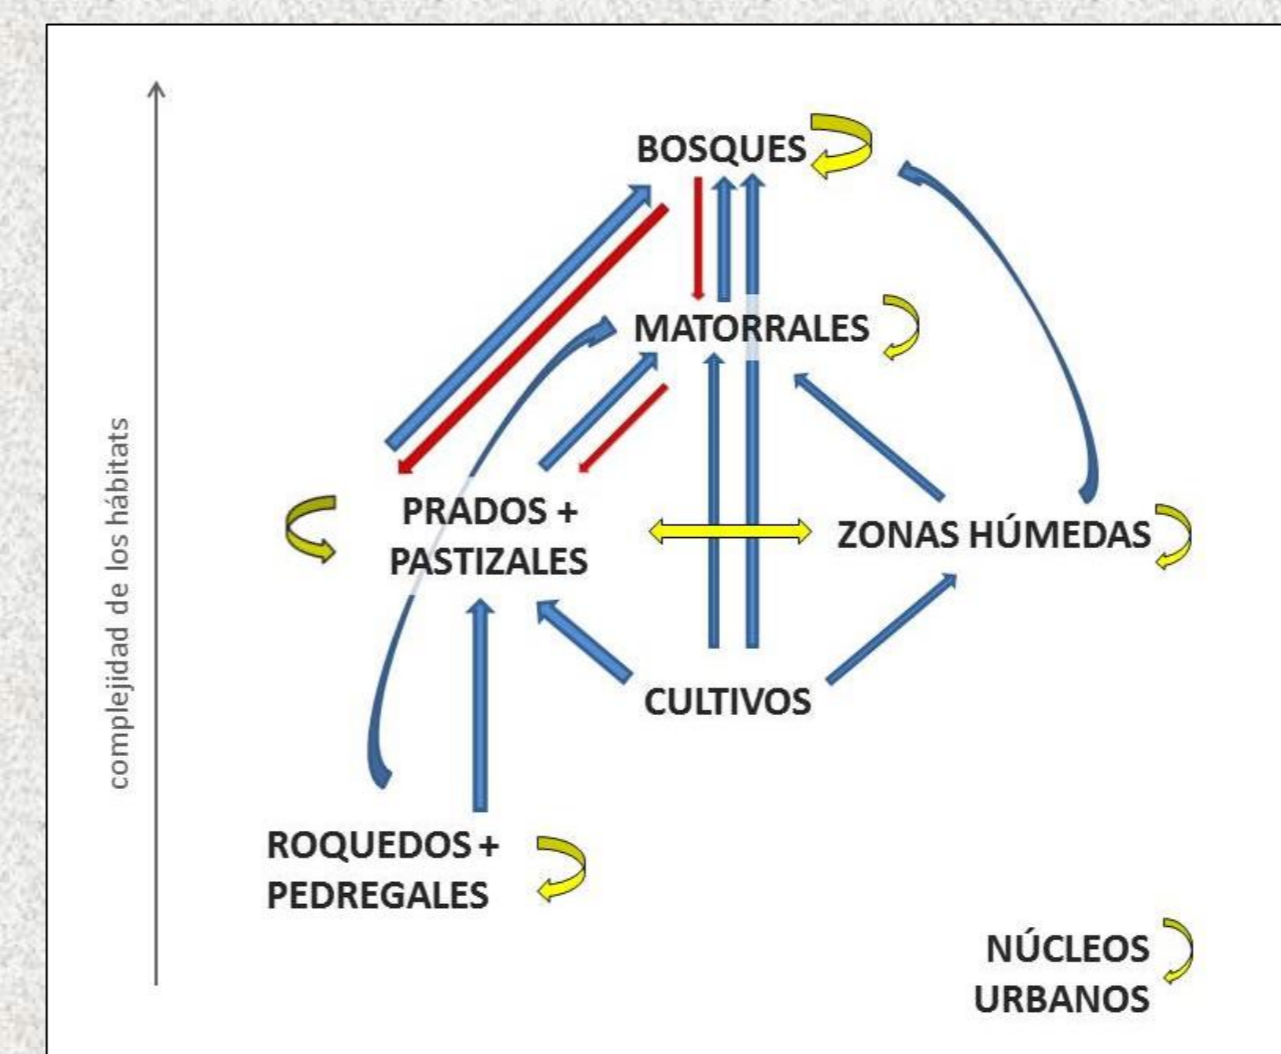 BOSQUES
MATORRALES
PRADOS +
PASTIZALES
ZONAS HÚMEDAS
CULTIVOS
ROQUEDOS +
PEDREGALES
NÚCLEOS
URBANOS
complejidad de los hábitats